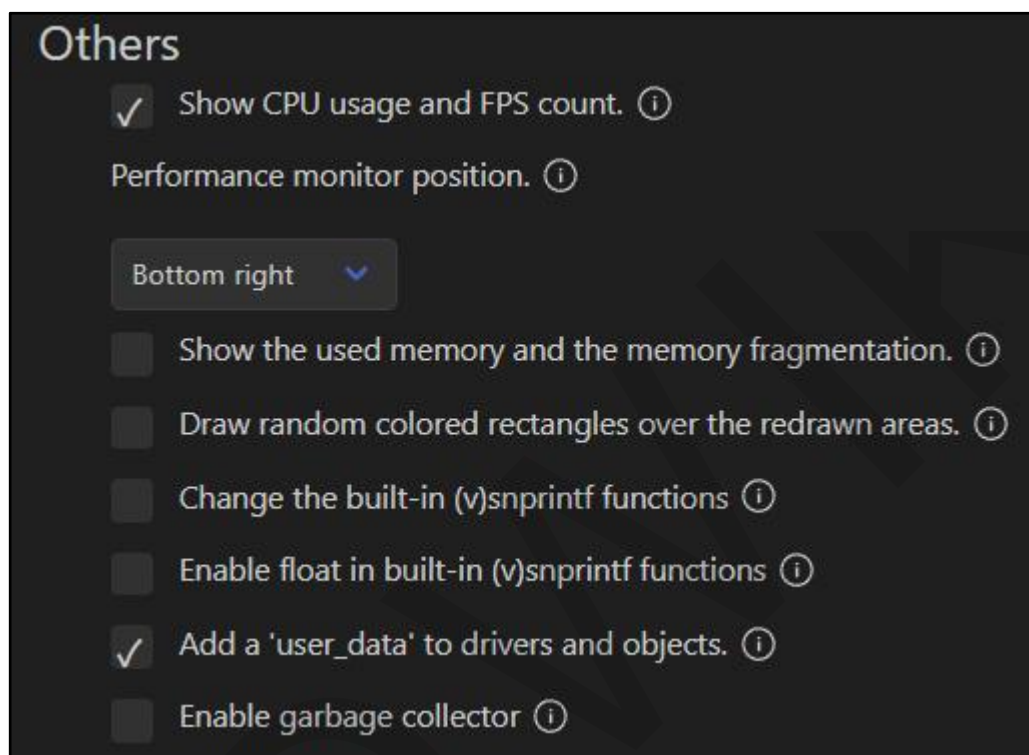 Others
Show CPU usage and FPS count.
Performance monitor position.
Bottom right
Show the used memory and the memory fragmentation.
Draw random colored rectangles over the redrawn areas.
Change the built-in (v)snprintf functions
Enable float in built-in (v)snprintf functions
Add a 'user_data' to drivers and objects.
Enable garbage collector